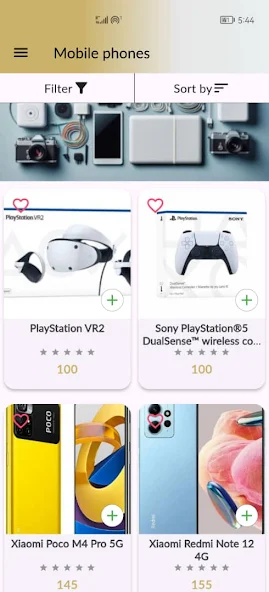 5:44
Mobile phones
Filter
Sort by
PlayStation VR2
PlayStation
SONY
PlayStation VR2
Sony PlayStation®5
DualSense™ wireless co...
100
100
POCO
Xiaomi Poco M4 Pro 5G
Xiaomi Redmi Note 12
4G
145
155